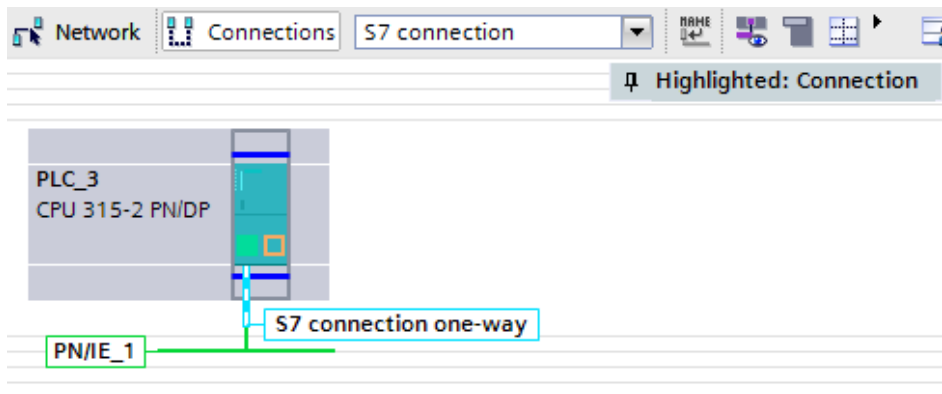 Network Connections S7 connection NAME
Highlighted: Connection
PLC_3
CPU 315-2 PN/DP
S7 connection one-way
PN/IE_1